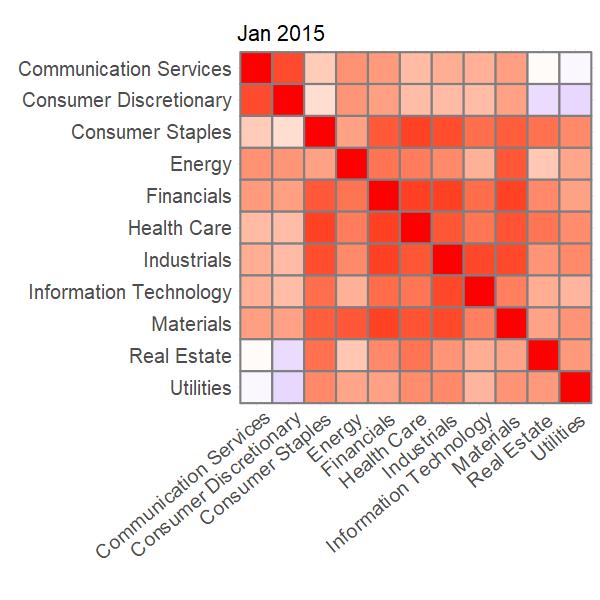 Jan 2015
Communication Services
Consumer Discretionary
Consumer Staples
Energy
Financials
Health Care
Industrials
Information Technology
Materials
Real Estate
Utilities
Communication Services
Consumer Discretionary
Consumer Staples
Energy
Financials
Health Care
Industrials
Information Technology
Materials
Real Estate
Utilities